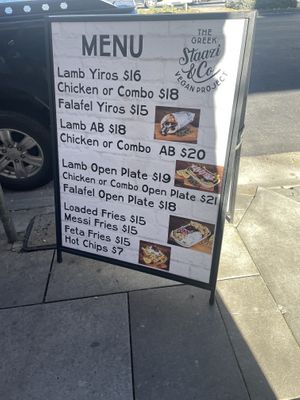 MENU
THE GREEK
Staazi
& Co.
VEGAN PROJECT
Lamb Yiros $16
Chicken or Combo $18
Falafel Yiros $15
Lamb AB $18
Chicken or Combo AB $20
Lamb Open Plate $19
Chicken or Combo Open Plate $21
Falafel Open Plate $18
Loaded Fries $15
Messi Fries $15
Feta Fries $15
Hot Chips $7